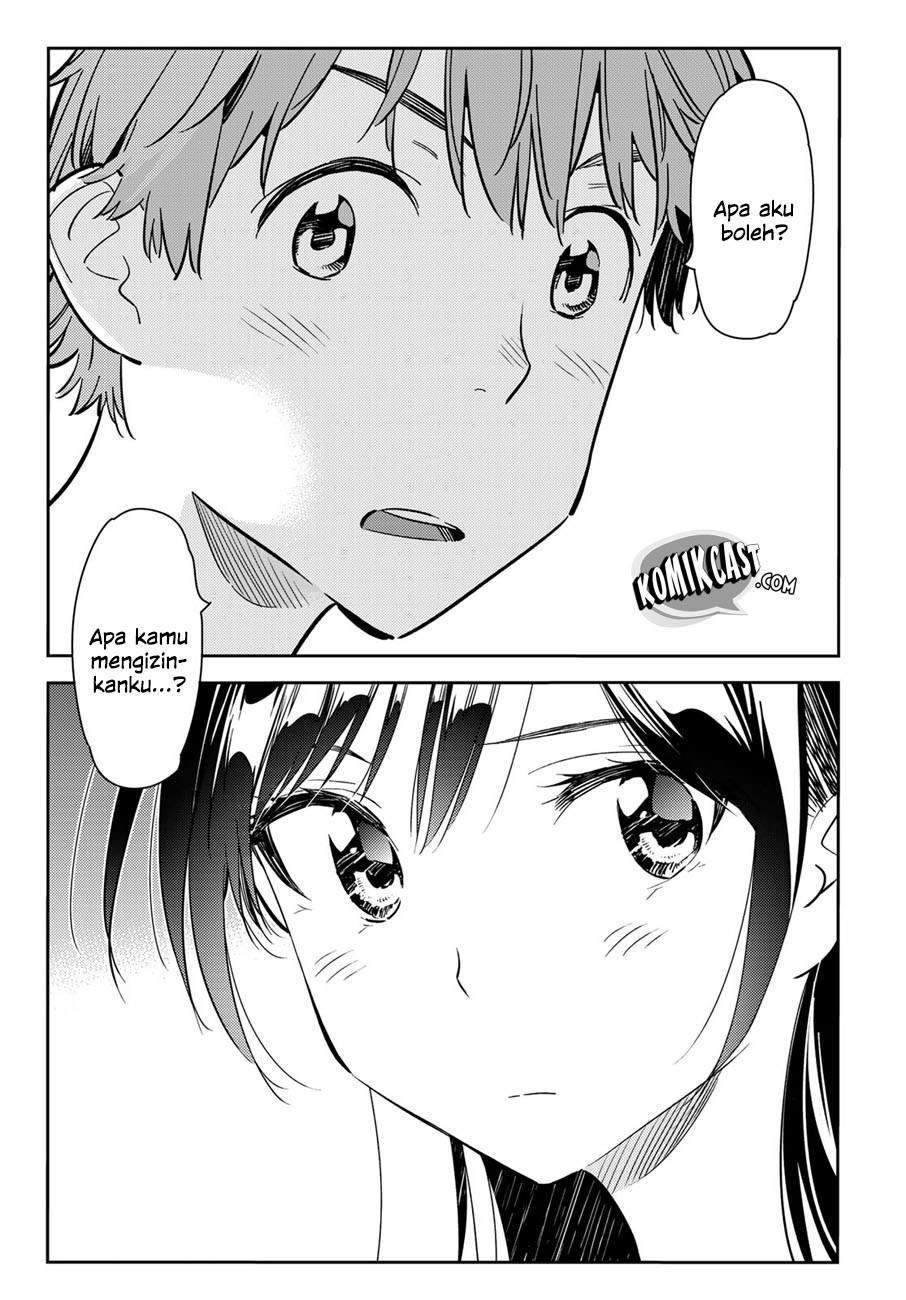 Apa aku
boleh?
KOMIKCAST
.COM
Apa kamu
mengizin-
kanku...?